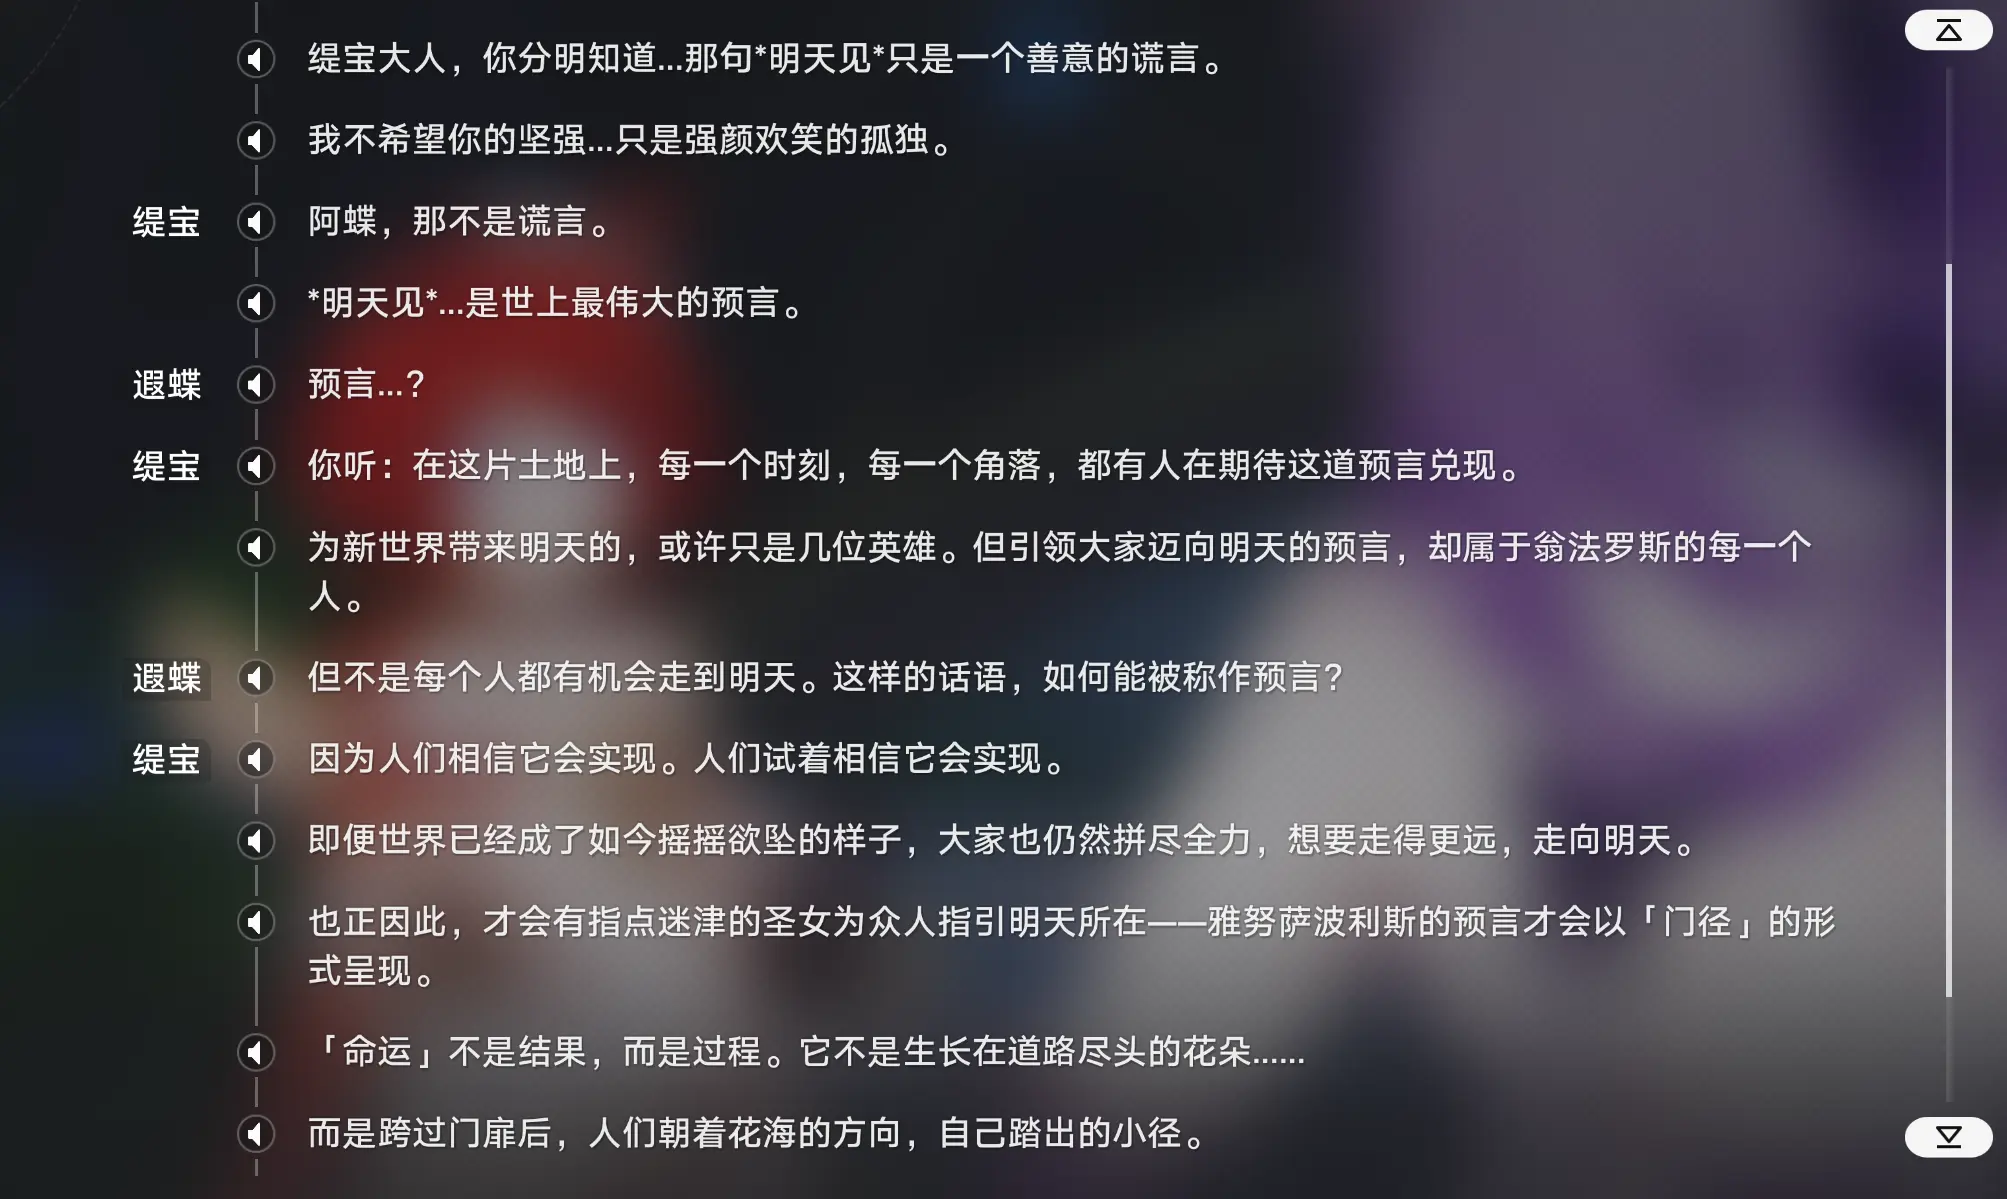 缇宝大人，你分明知道...那句*明天见*只是一个善意的谎言。
我不希望你的坚强...只是强颜欢笑的孤独。
缇宝 阿蝶，那不是谎言。
*明天见*...是世上最伟大的预言。
遐蝶 预言...？
缇宝 你听：在这片土地上，每一个时刻，每一个角落，都有人在期待这道预言兑现。
为新世界带来明天的，或许只是几位英雄。但引领大家迈向明天的预言，却属于翁法罗斯的每一个
人。
遐蝶 但不是每个人都有机会走到明天。这样的话语，如何能被称作预言？
缇宝 因为人们相信它会实现。人们试着相信它会实现。
即便世界已经成了如今摇摇欲坠的样子，大家也仍然拼尽全力，想要走得更远，走向明天。
也正因此，才会有指点迷津的圣女为众人指引明天所在——雅努萨波利斯的预言才会以「门径」的形
式呈现。
「命运」不是结果，而是过程。它不是生长在道路尽头的花朵......
而是跨过门扉后，人们朝着花海的方向，自己踏出的小径。